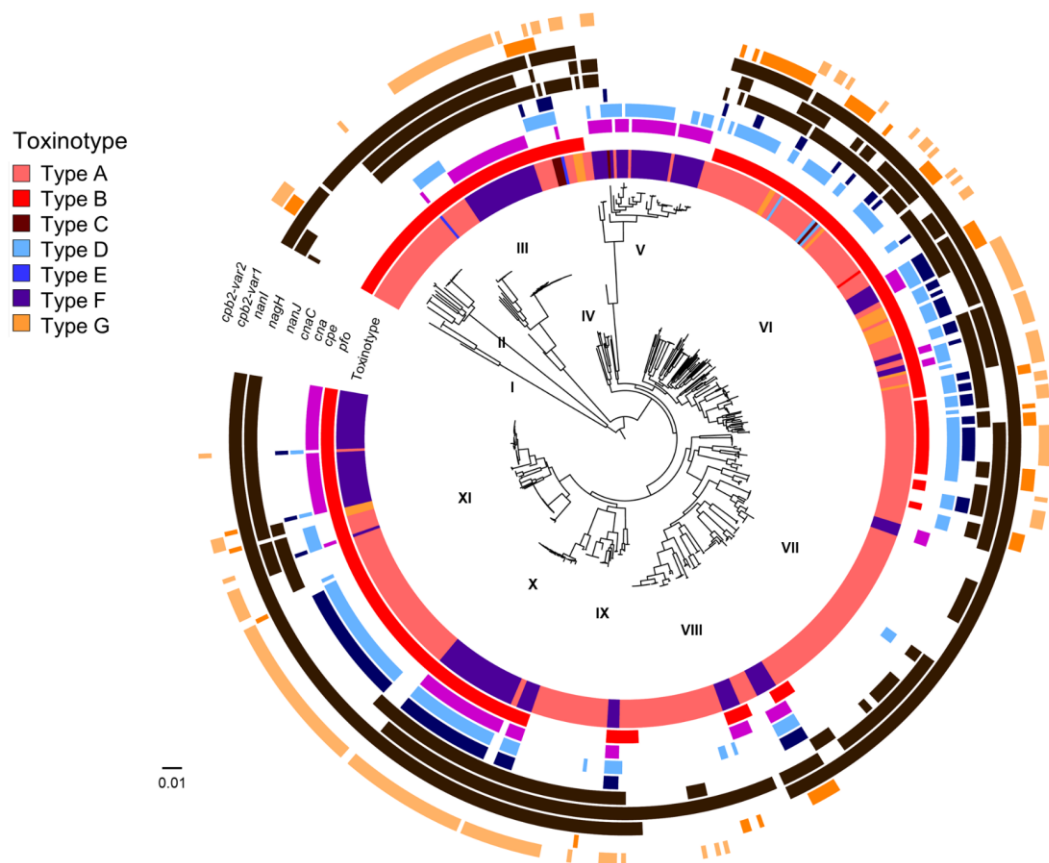 Toxinotype
Type A
Type B
Type C
Type D
Type E
Type F
Type G
cpb2-var2
cpb2-var1
nanI
nagH
nanJ
cnaC
cna
cpe
pfo
Toxinotype
III
V
IV
VI
II
I
XI
VII
X
IX
VIII
0.01